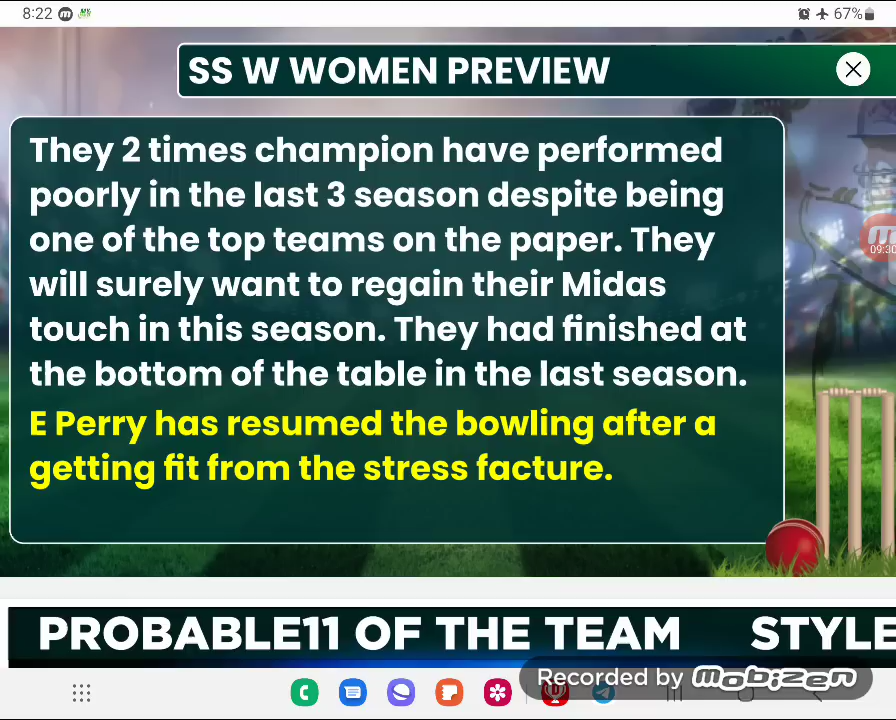 8:22
67%
SS W WOMEN PREVIEW
They 2 times champion have performed
poorly in the last 3 season despite being
one of the top teams on the paper. They
will surely want to regain their Midas
touch in this season. They had finished at
the bottom of the table in the last season.
E Perry has resumed the bowling after a
getting fit from the stress facture.
09:30
PROBABLE11 OF THE TEAM STYLE
Recorded by mobizen